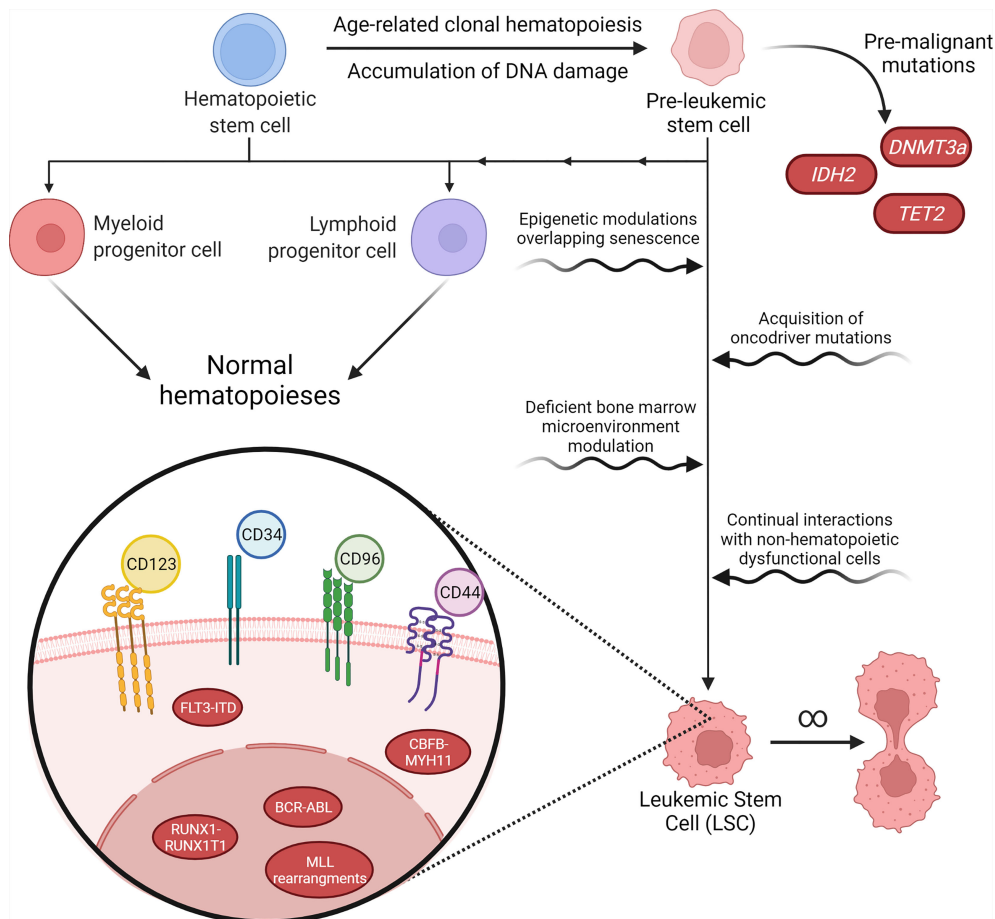 Age-related clonal hematopoiesis
Accumulation of DNA damage
Hematopoietic
stem cell
Pre-leukemic
stem cell
Pre-malignant
mutations
DNMT3a
IDH2
TET2
Myeloid
progenitor cell
Lymphoid
progenitor cell
Epigenetic modulations
overlapping senescence
Acquisition of
oncodriver mutations
Normal
hematopoieses
Deficient bone marrow
microenvironment
modulation
Continual interactions
with non-hematopoietic
dysfunctional cells
CD123
CD34
CD96
CD44
FLT3-ITD
CBFB-
MYH11
BCR-ABL
RUNX1-
RUNX1T1
MLL
rearrangments
∞
Leukemic Stem
Cell (LSC)